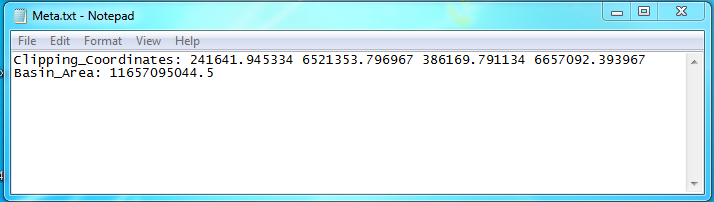 Meta.txt - Notepad
File Edit Format View Help
Clipping_Coordinates: 241641.945334 6521353.796967 386169.791134 6657092.393967
Basin_Area: 11657095044.5